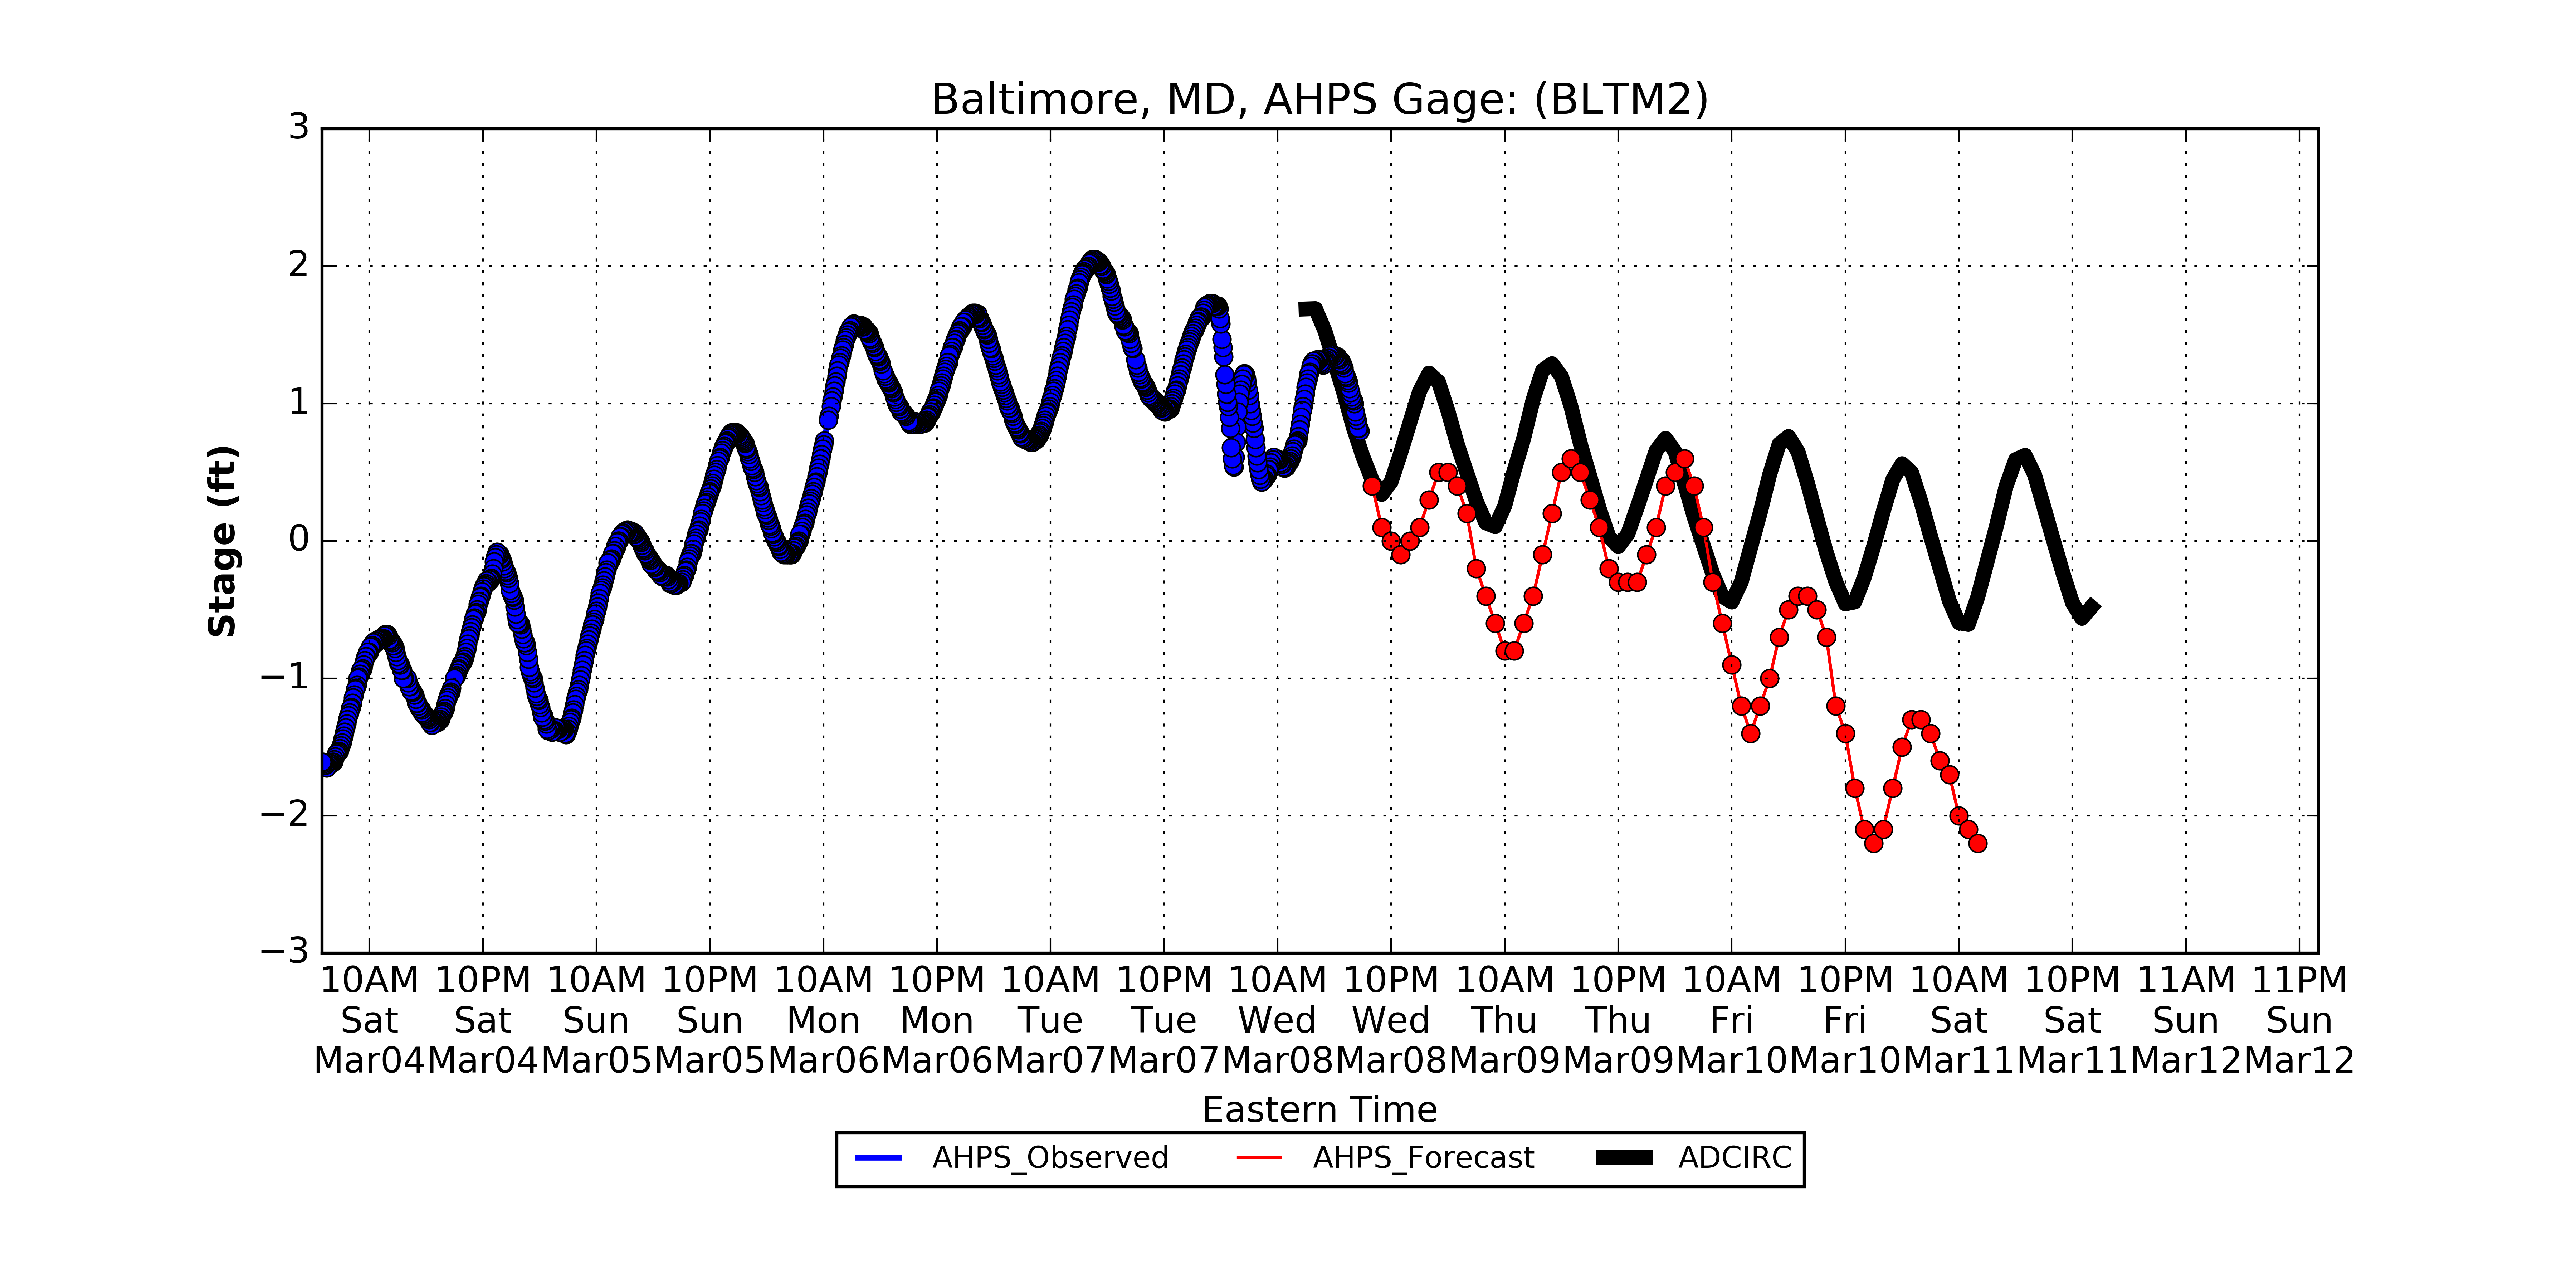 Baltimore, MD, AHPS Gage: (BLTM2)
3
2
1
0
−1
−2
−3
Stage (ft)
10AM 10PM 10AM 10PM 10AM 10PM 10AM 10PM 10AM 10PM 10AM 10PM 10AM 10PM 10AM 10PM 11AM 11PM
Sat Sat Sun Sun Mon Mon Tue Tue Wed Wed Thu Thu Fri Fri Sat Sat Sun Sun
Mar04 Mar04 Mar05 Mar05 Mar06 Mar06 Mar07 Mar07 Mar08 Mar08 Mar09 Mar09 Mar10 Mar10 Mar11 Mar11 Mar12 Mar12
Eastern Time
AHPS_Observed AHPS_Forecast ADCIRC